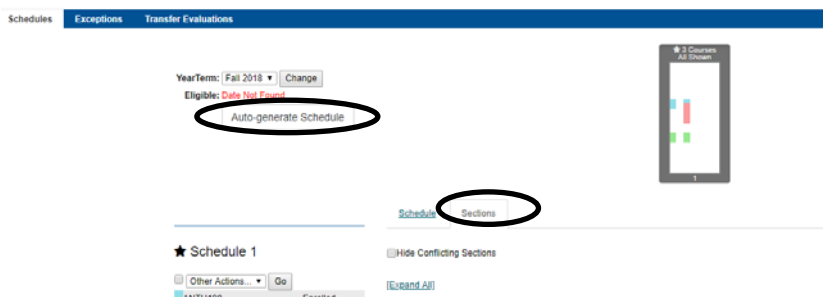 Schedules Exceptions Transfer Evaluations
★ 3 Courses
All Shown
YearTerm: Fall 2018 ▼ Change
Eligible: Date Not Found
Auto-generate Schedule
1
Schedule Sections
★ Schedule 1
Hide Conflicting Sections
Other Actions... ▼ Go
[Expand All]
Enrolled